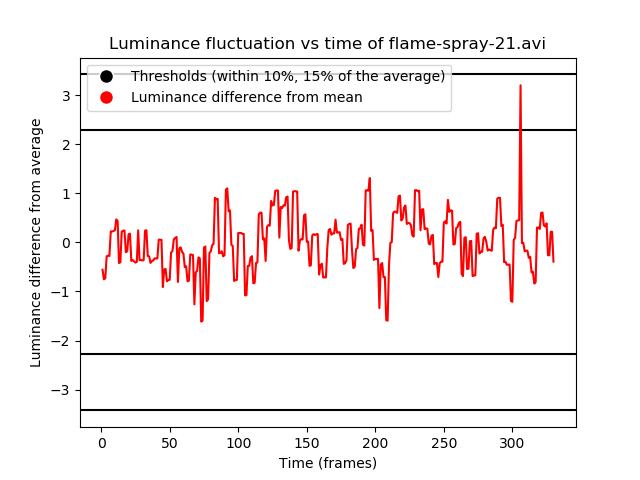 Luminance fluctuation vs time of flame-spray-21.avi
Thresholds (within 10%, 15% of the average)
Luminance difference from mean
Luminance difference from average
3
2
1
0
−1
−2
−3
0 50 100 150 200 250 300
Time (frames)